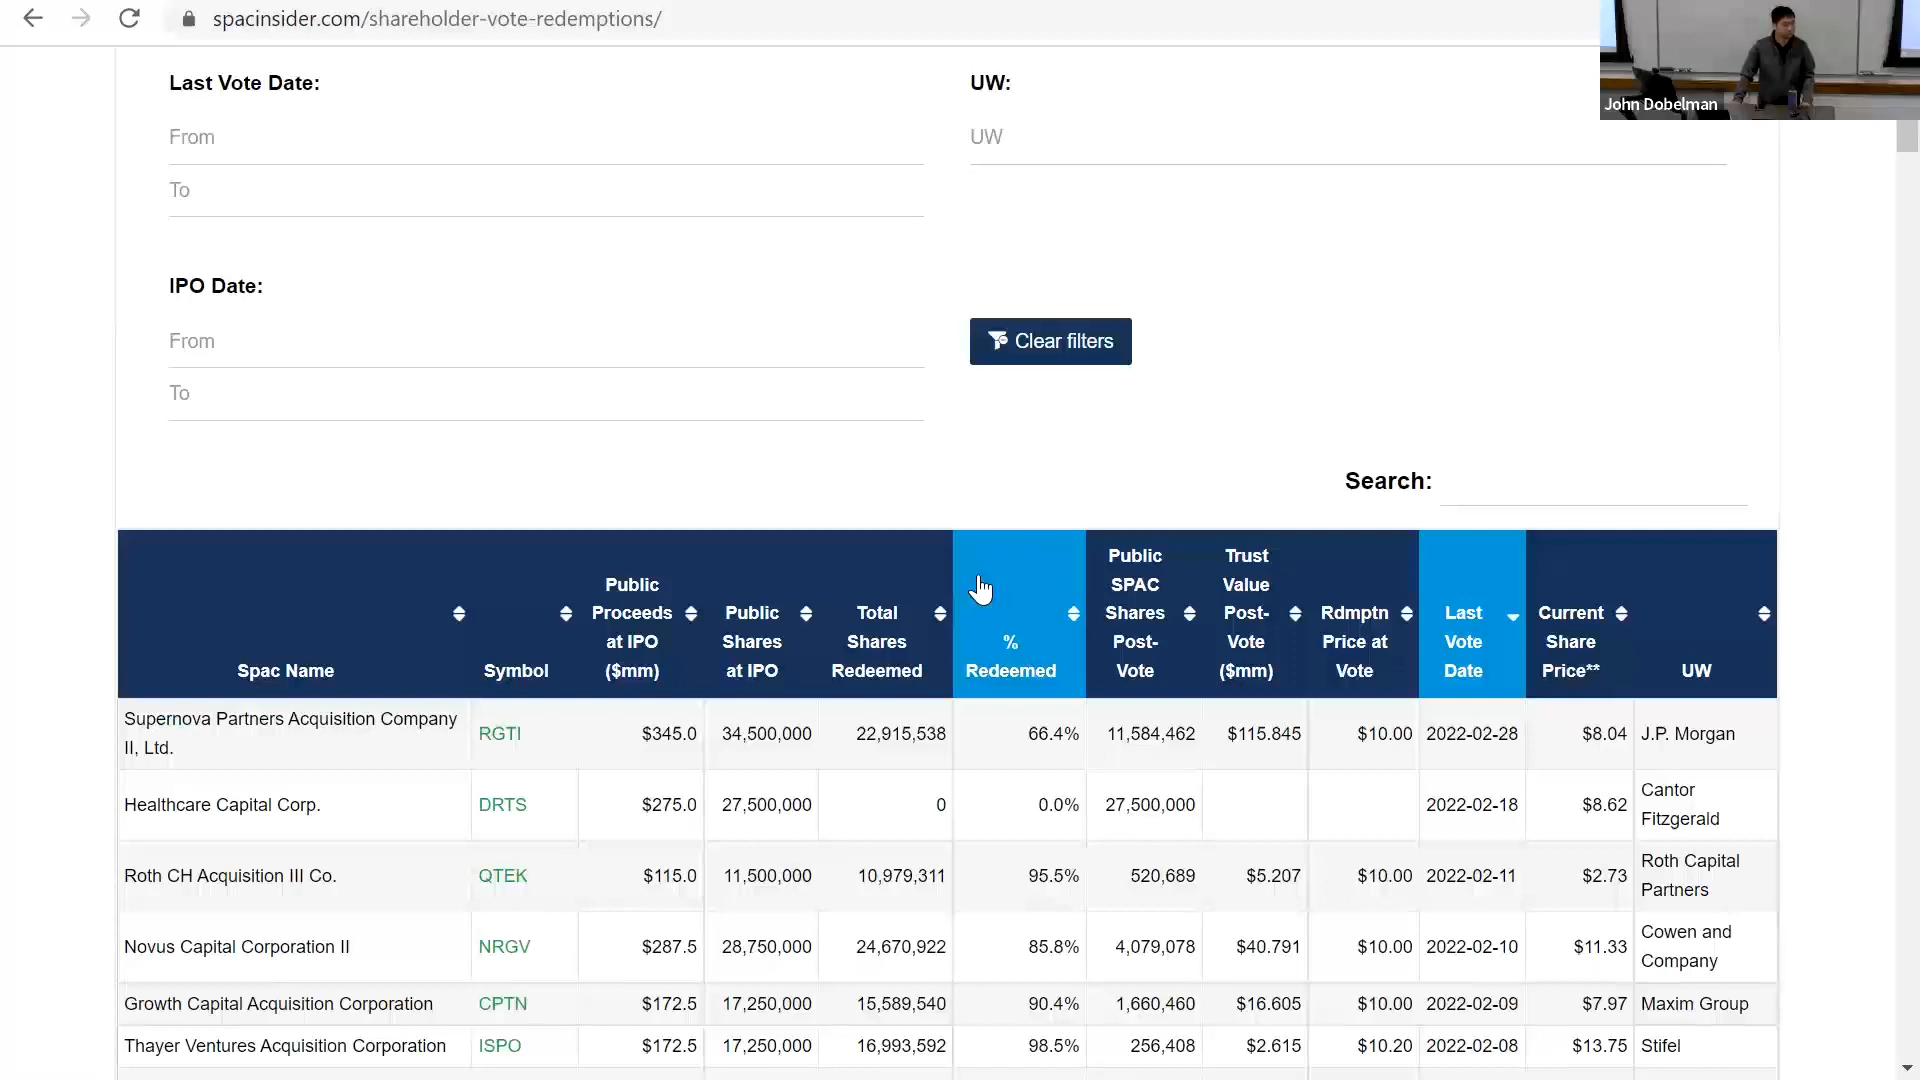 spacinsider.com/shareholder-vote-redemptions/
John Dobelman
Last Vote Date:
UW:
From
UW
To
IPO Date:
From
Clear filters
To
Search:
Spac Name
Symbol
Public
Proceeds
at IPO
($mm)
Public
Shares
at IPO
Total
Shares
Redeemed
%
Redeemed
Public
SPAC
Shares
Post-
Vote
Trust
Value
Post-
Vote
($mm)
Rdmptn
Price at
Vote
Last
Vote
Date
Current
Share
Price**
UW
Supernova Partners Acquisition Company
II, Ltd.
RGTI $345.0 34,500,000 22,915,538 66.4% 11,584,462 $115.845 $10.00 2022-02-28 $8.04 J.P. Morgan
Healthcare Capital Corp. DRTS $275.0 27,500,000 0 0.0% 27,500,000 2022-02-18 $8.62
Cantor
Fitzgerald
Roth CH Acquisition III Co. QTEK $115.0 11,500,000 10,979,311 95.5% 520,689 $5.207 $10.00 2022-02-11 $2.73
Roth Capital
Partners
Novus Capital Corporation II NRGV $287.5 28,750,000 24,670,922 85.8% 4,079,078 $40.791 $10.00 2022-02-10 $11.33
Cowen and
Company
Growth Capital Acquisition Corporation CPTN $172.5 17,250,000 15,589,540 90.4% 1,660,460 $16.605 $10.00 2022-02-09 $7.97 Maxim Group
Thayer Ventures Acquisition Corporation ISPO $172.5 17,250,000 16,993,592 98.5% 256,408 $2.615 $10.20 2022-02-08 $13.75 Stifel